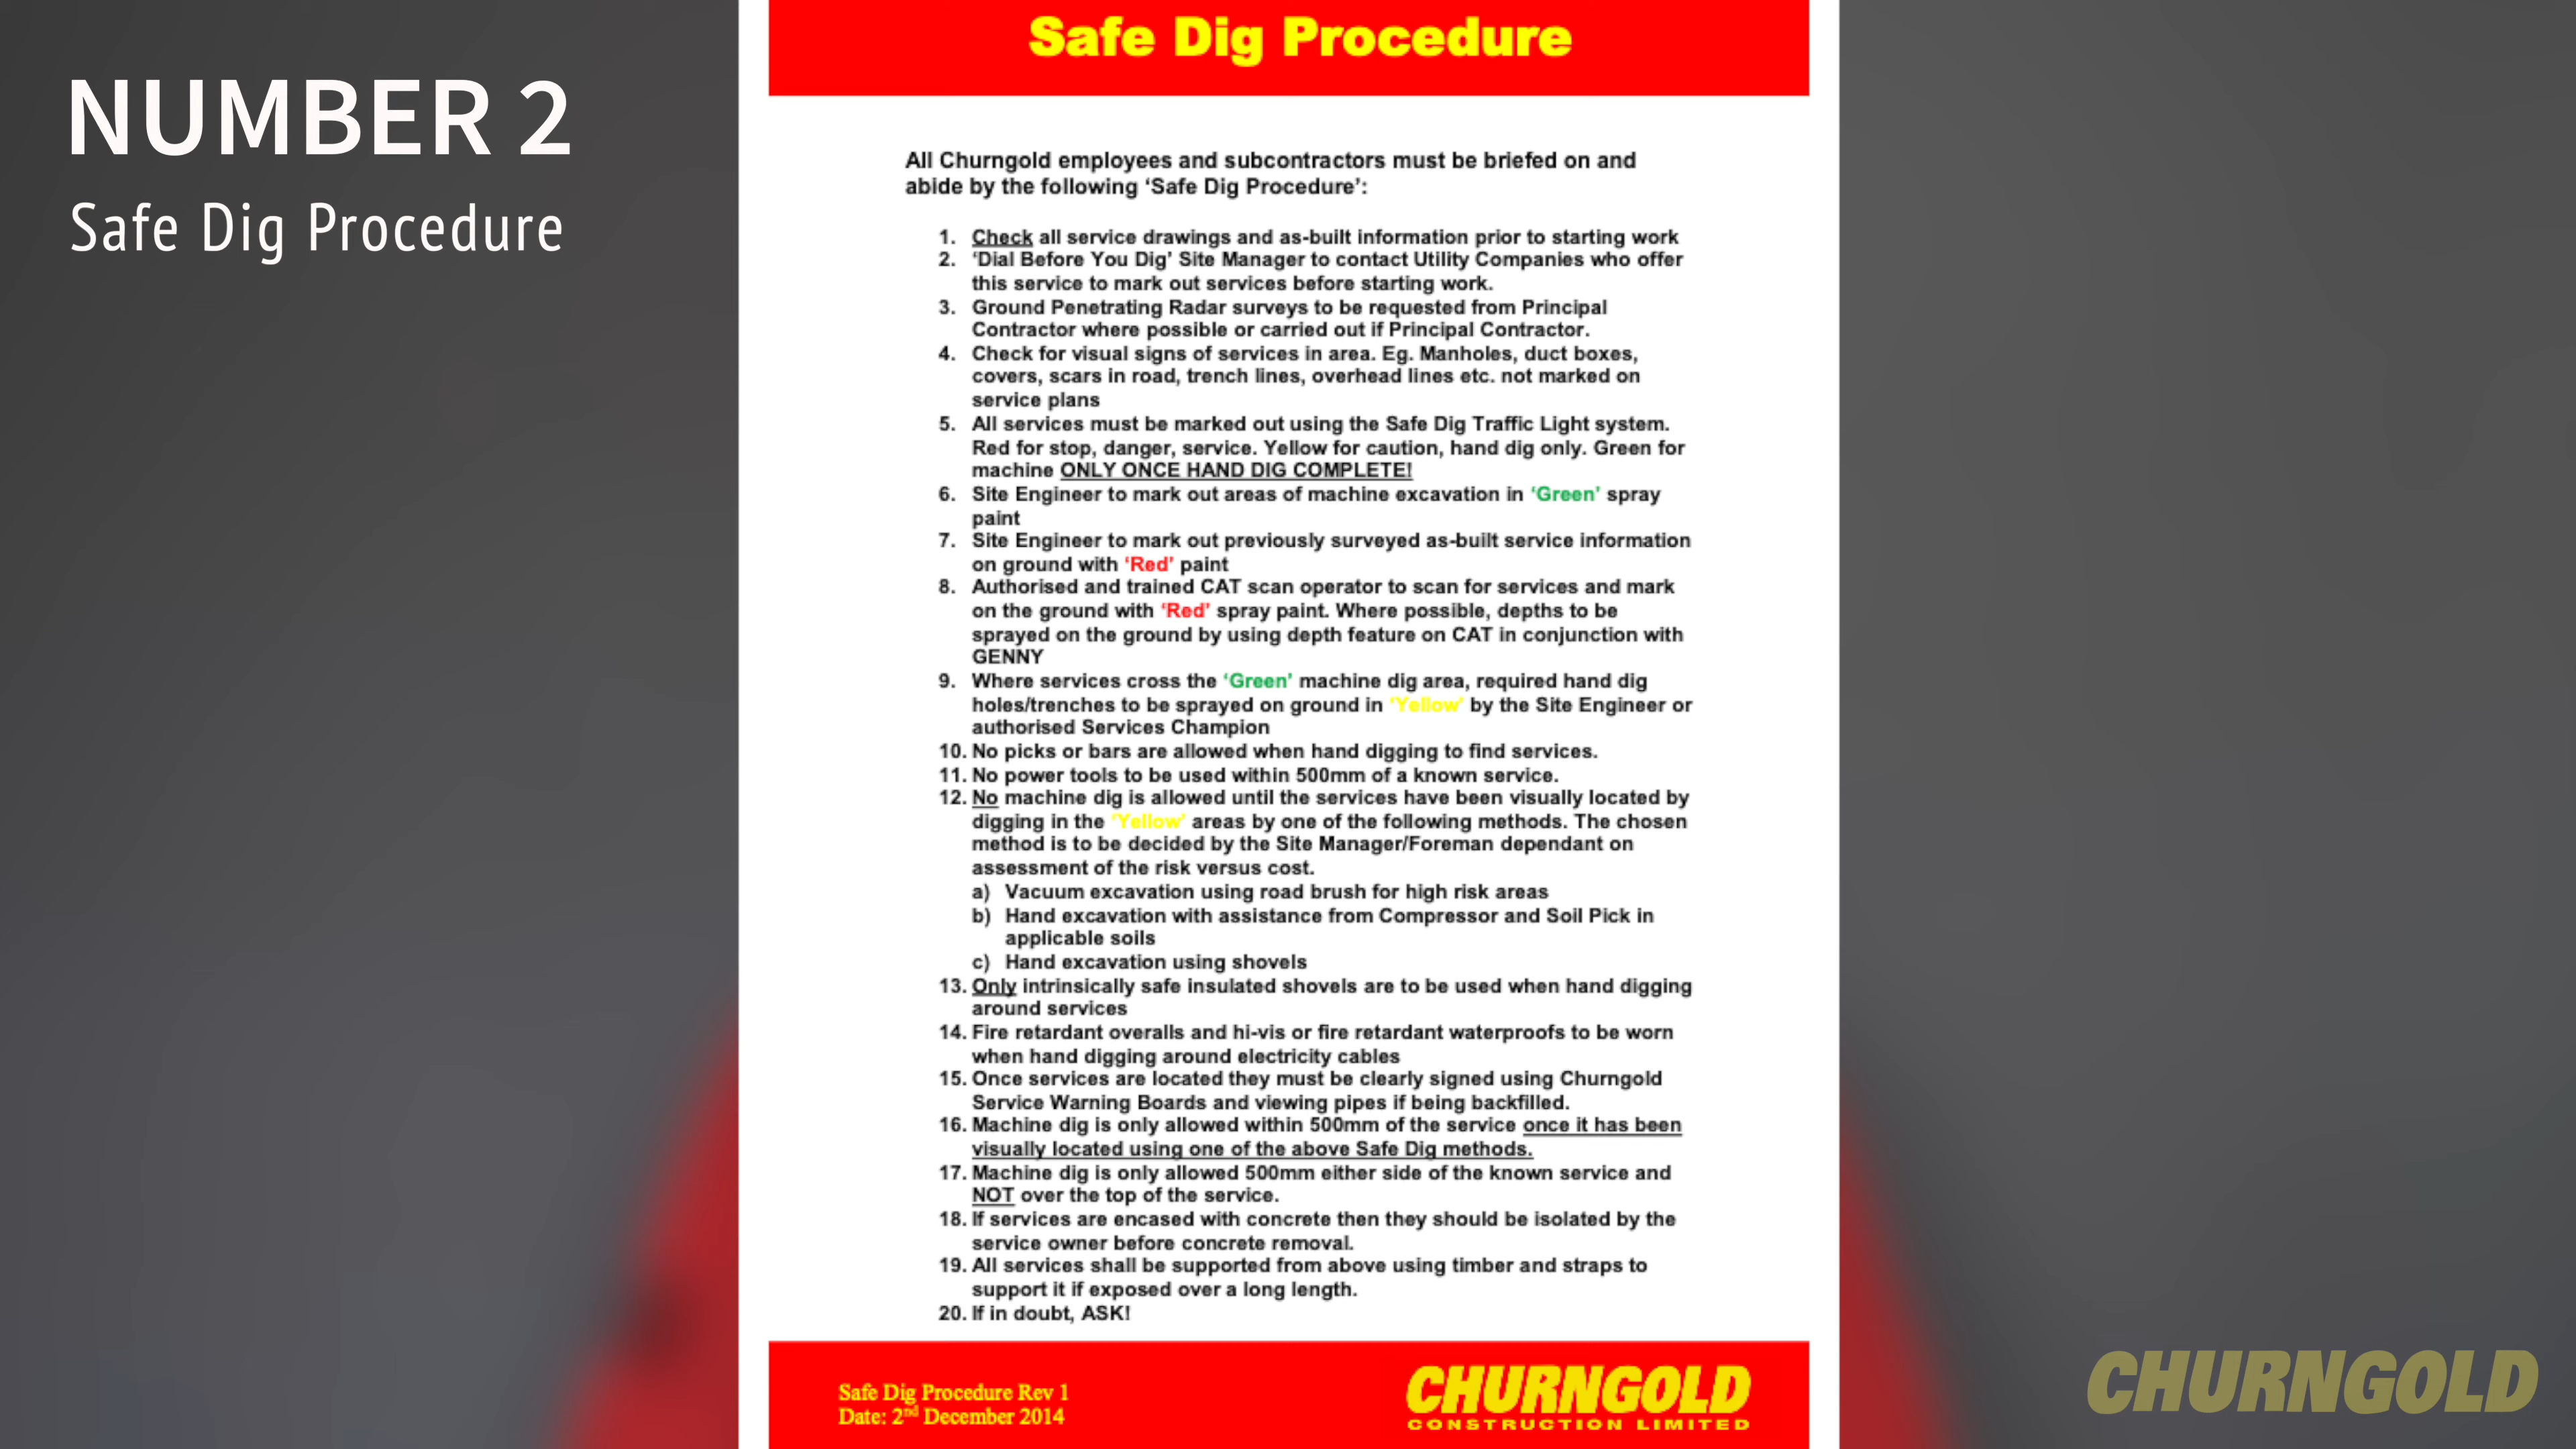 NUMBER 2
Safe Dig Procedure
Safe Dig Procedure
All Churngold employees and subcontractors must be briefed on and
abide by the following ‘Safe Dig Procedure’:
1. Check all service drawings and as-built information prior to starting work
2. ‘Dial Before You Dig’ Site Manager to contact Utility Companies who offer
this service to mark out services before starting work.
3. Ground Penetrating Radar surveys to be requested from Principal
Contractor where possible or carried out if Principal Contractor.
4. Check for visual signs of services in area. Eg. Manholes, duct boxes,
covers, scars in road, trench lines, overhead lines etc. not marked on
service plans
5. All services must be marked out using the Safe Dig Traffic Light system.
Red for stop, danger, service. Yellow for caution, hand dig only. Green for
machine ONLY ONCE HAND DIG COMPLETE!
6. Site Engineer to mark out areas of machine excavation in ‘Green’ spray
paint
7. Site Engineer to mark out previously surveyed as-built service information
on ground with ‘Red’ paint
8. Authorised and trained CAT scan operator to scan for services and mark
on the ground with ‘Red’ spray paint. Where possible, depths to be
sprayed on the ground by using depth feature on CAT in conjunction with
GENNY
9. Where services cross the ‘Green’ machine dig area, required hand dig
holes/trenches to be sprayed on ground in ‘Yellow’ by the Site Engineer or
authorised Services Champion
10. No picks or bars are allowed when hand digging to find services.
11. No power tools to be used within 500mm of a known service.
12. No machine dig is allowed until the services have been visually located by
digging in the ‘Yellow’ areas by one of the following methods. The chosen
method is to be decided by the Site Manager/Foreman dependant on
assessment of the risk versus cost.
a) Vacuum excavation using road brush for high risk areas
b) Hand excavation with assistance from Compressor and Soil Pick in
applicable soils
c) Hand excavation using shovels
13. Only intrinsically safe insulated shovels are to be used when hand digging
around services
14. Fire retardant overalls and hi-vis or fire retardant waterproofs to be worn
when hand digging around electricity cables
15. Once services are located they must be clearly signed using Churngold
Service Warning Boards and viewing pipes if being backfilled.
16. Machine dig is only allowed within 500mm of the service once it has been
visually located using one of the above Safe Dig methods.
17. Machine dig is only allowed 500mm either side of the known service and
NOT over the top of the service.
18. If services are encased with concrete then they should be isolated by the
service owner before concrete removal.
19. All services shall be supported from above using timber and straps to
support it if exposed over a long length.
20. If in doubt, ASK!
Safe Dig Procedure Rev 1
Date: 2nd December 2014
CHURNGOLD
CONSTRUCTION LIMITED
CHURNGOLD